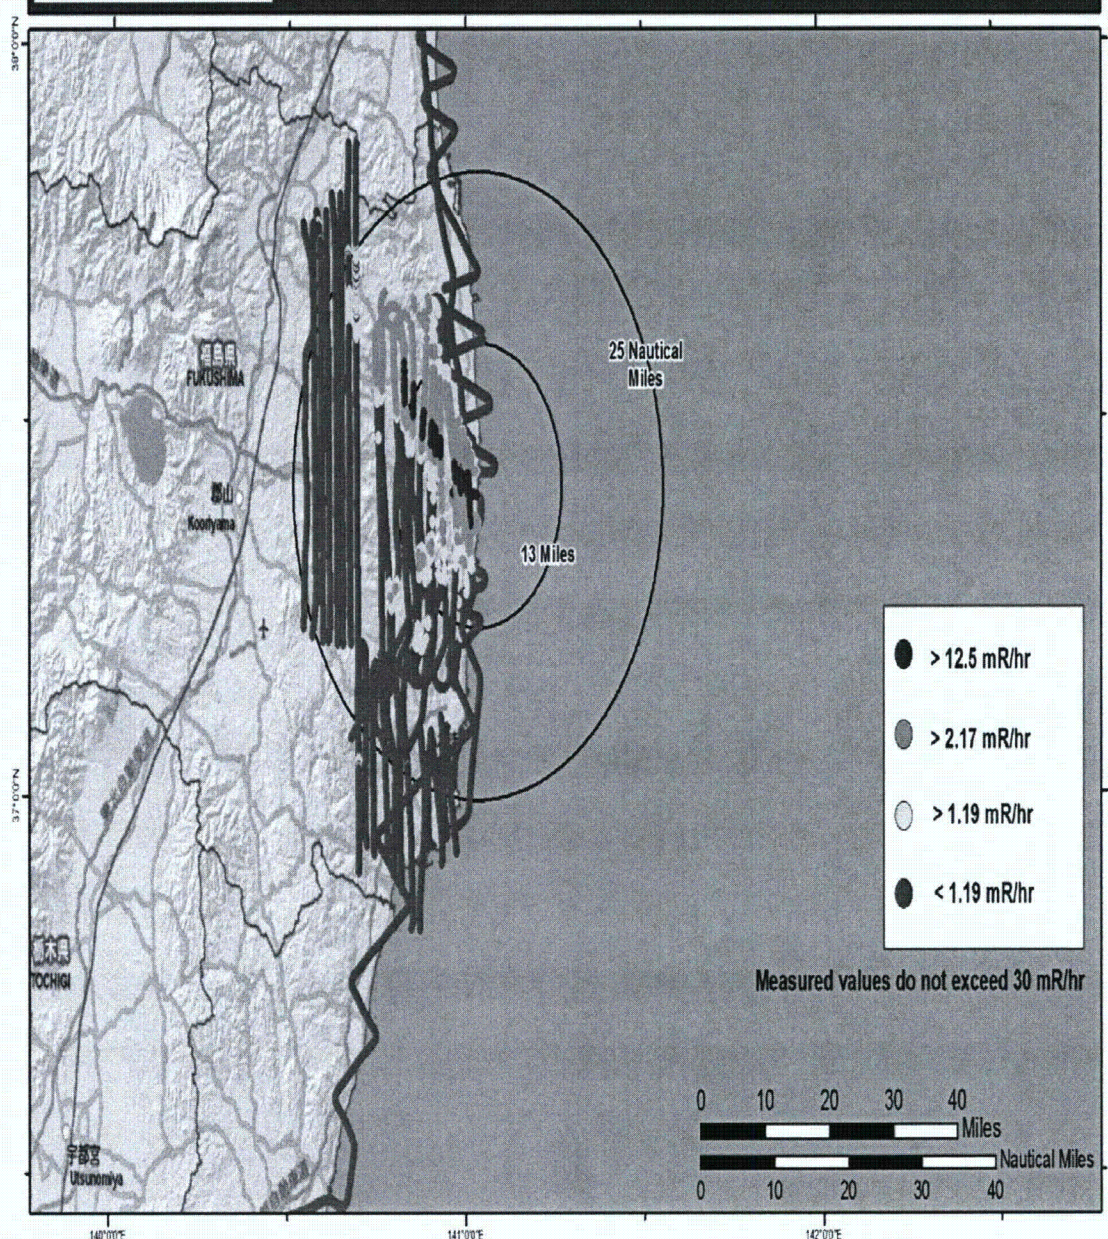 38°0'0"N
25 Nautical
Miles
福島県
FUKUSHIMA
郡山
Kooriyama
13 Miles
> 12.5 mR/hr
> 2.17 mR/hr
> 1.19 mR/hr
< 1.19 mR/hr
37°0'0"N
栃木県
TOCHIGI
Measured values do not exceed 30 mR/hr
0 10 20 30 40
Miles
Nautical Miles
0 10 20 30 40
宇都宮
Utsunomiya
140°0'0"E 141°0'0"E 142°0'0"E